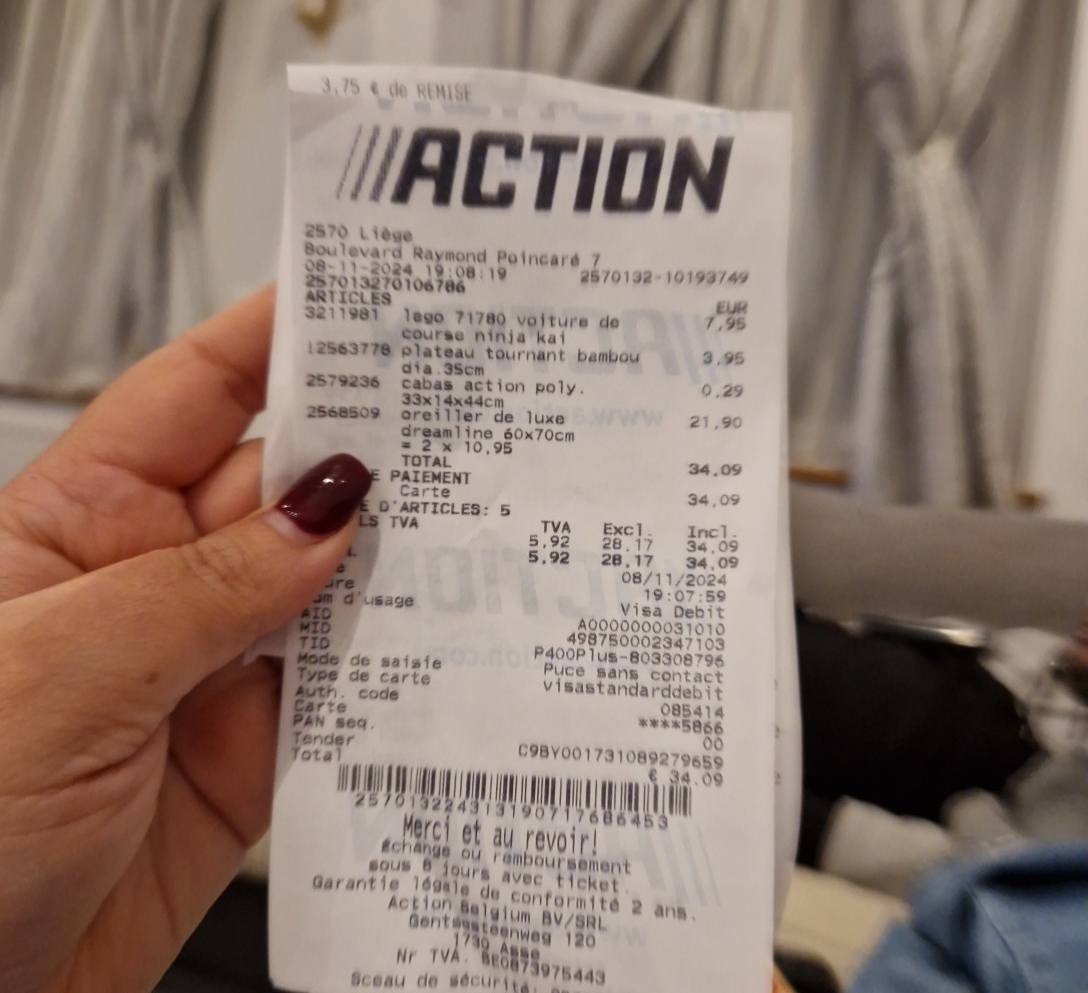 3,75 € de REMISE
///ACTION
2570 Liège
Boulevard Raymond Poincaré 7
08-11-2024 19:08:19 2570132-10193749
257013270106786
ARTICLES EUR
3211981 lego 71780 voiture de 7,95
course ninja kai
12563778 plateau tournant bambou 3,95
dia.35cm
2579236 cabas action poly. 0,29
33x14x44cm
2568509 oreiller de luxe 21,90
dreamline 60x70cm
= 2 x 10,95
TOTAL 34,09
E PAIEMENT
Carte 34,09
E D'ARTICLES: 5
LS TVA TVA Excl. Incl.
5,92 28,17 34,09
L 5,92 28,17 34,09
e 08/11/2024
ure 19:07:59
om d'usage Visa Debit
AID A0000000031010
MID 498750002347103
TID P400Plus-803308796
Mode de saisie Puce sans contact
Type de carte visastandarddebit
Auth. code 085414
Carte ****5866
PAN seq. 00
Tender C9BY001731089279659
Total € 34.09
257013224313190717686453
Merci et au revoir!
Échange ou remboursement
sous 8 jours avec ticket.
Garantie légale de conformité 2 ans.
Action Belgium BV/SRL
Gentsesteenweg 120
1730 Asse
Nr TVA. BE0873975443
Sceau de sécurité: